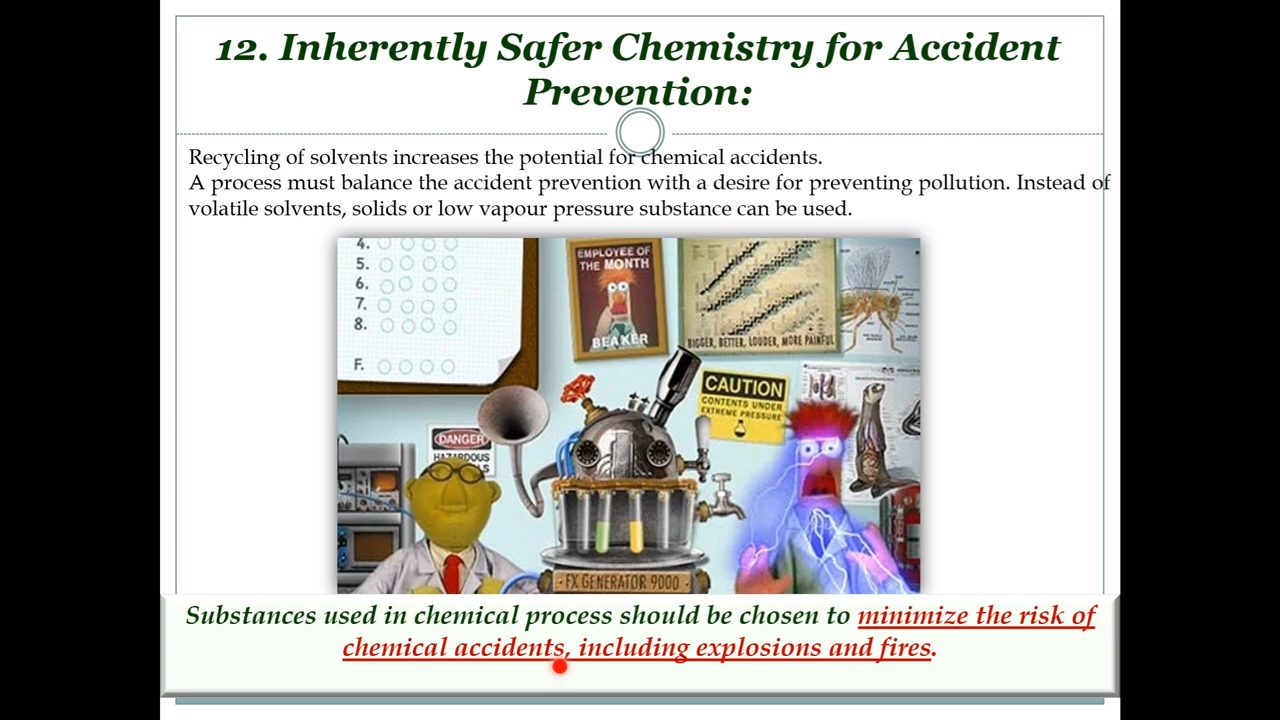 12. Inherently Safer Chemistry for Accident
Prevention:
Recycling of solvents increases the potential for chemical accidents.
A process must balance the accident prevention with a desire for preventing pollution. Instead of
volatile solvents, solids or low vapour pressure substance can be used.
4.
5.
6.
7.
8.
F.
EMPLOYEE OF
THE MONTH
BEAKER
BIGGER, BETTER, LOUDER, MORE PAINFUL
CAUTION
CONTENTS UNDER
EXTREME PRESSURE
DANGER
HAZARDOUS
- FX GENERATOR 9000 -
Substances used in chemical process should be chosen to minimize the risk of
chemical accidents, including explosions and fires.